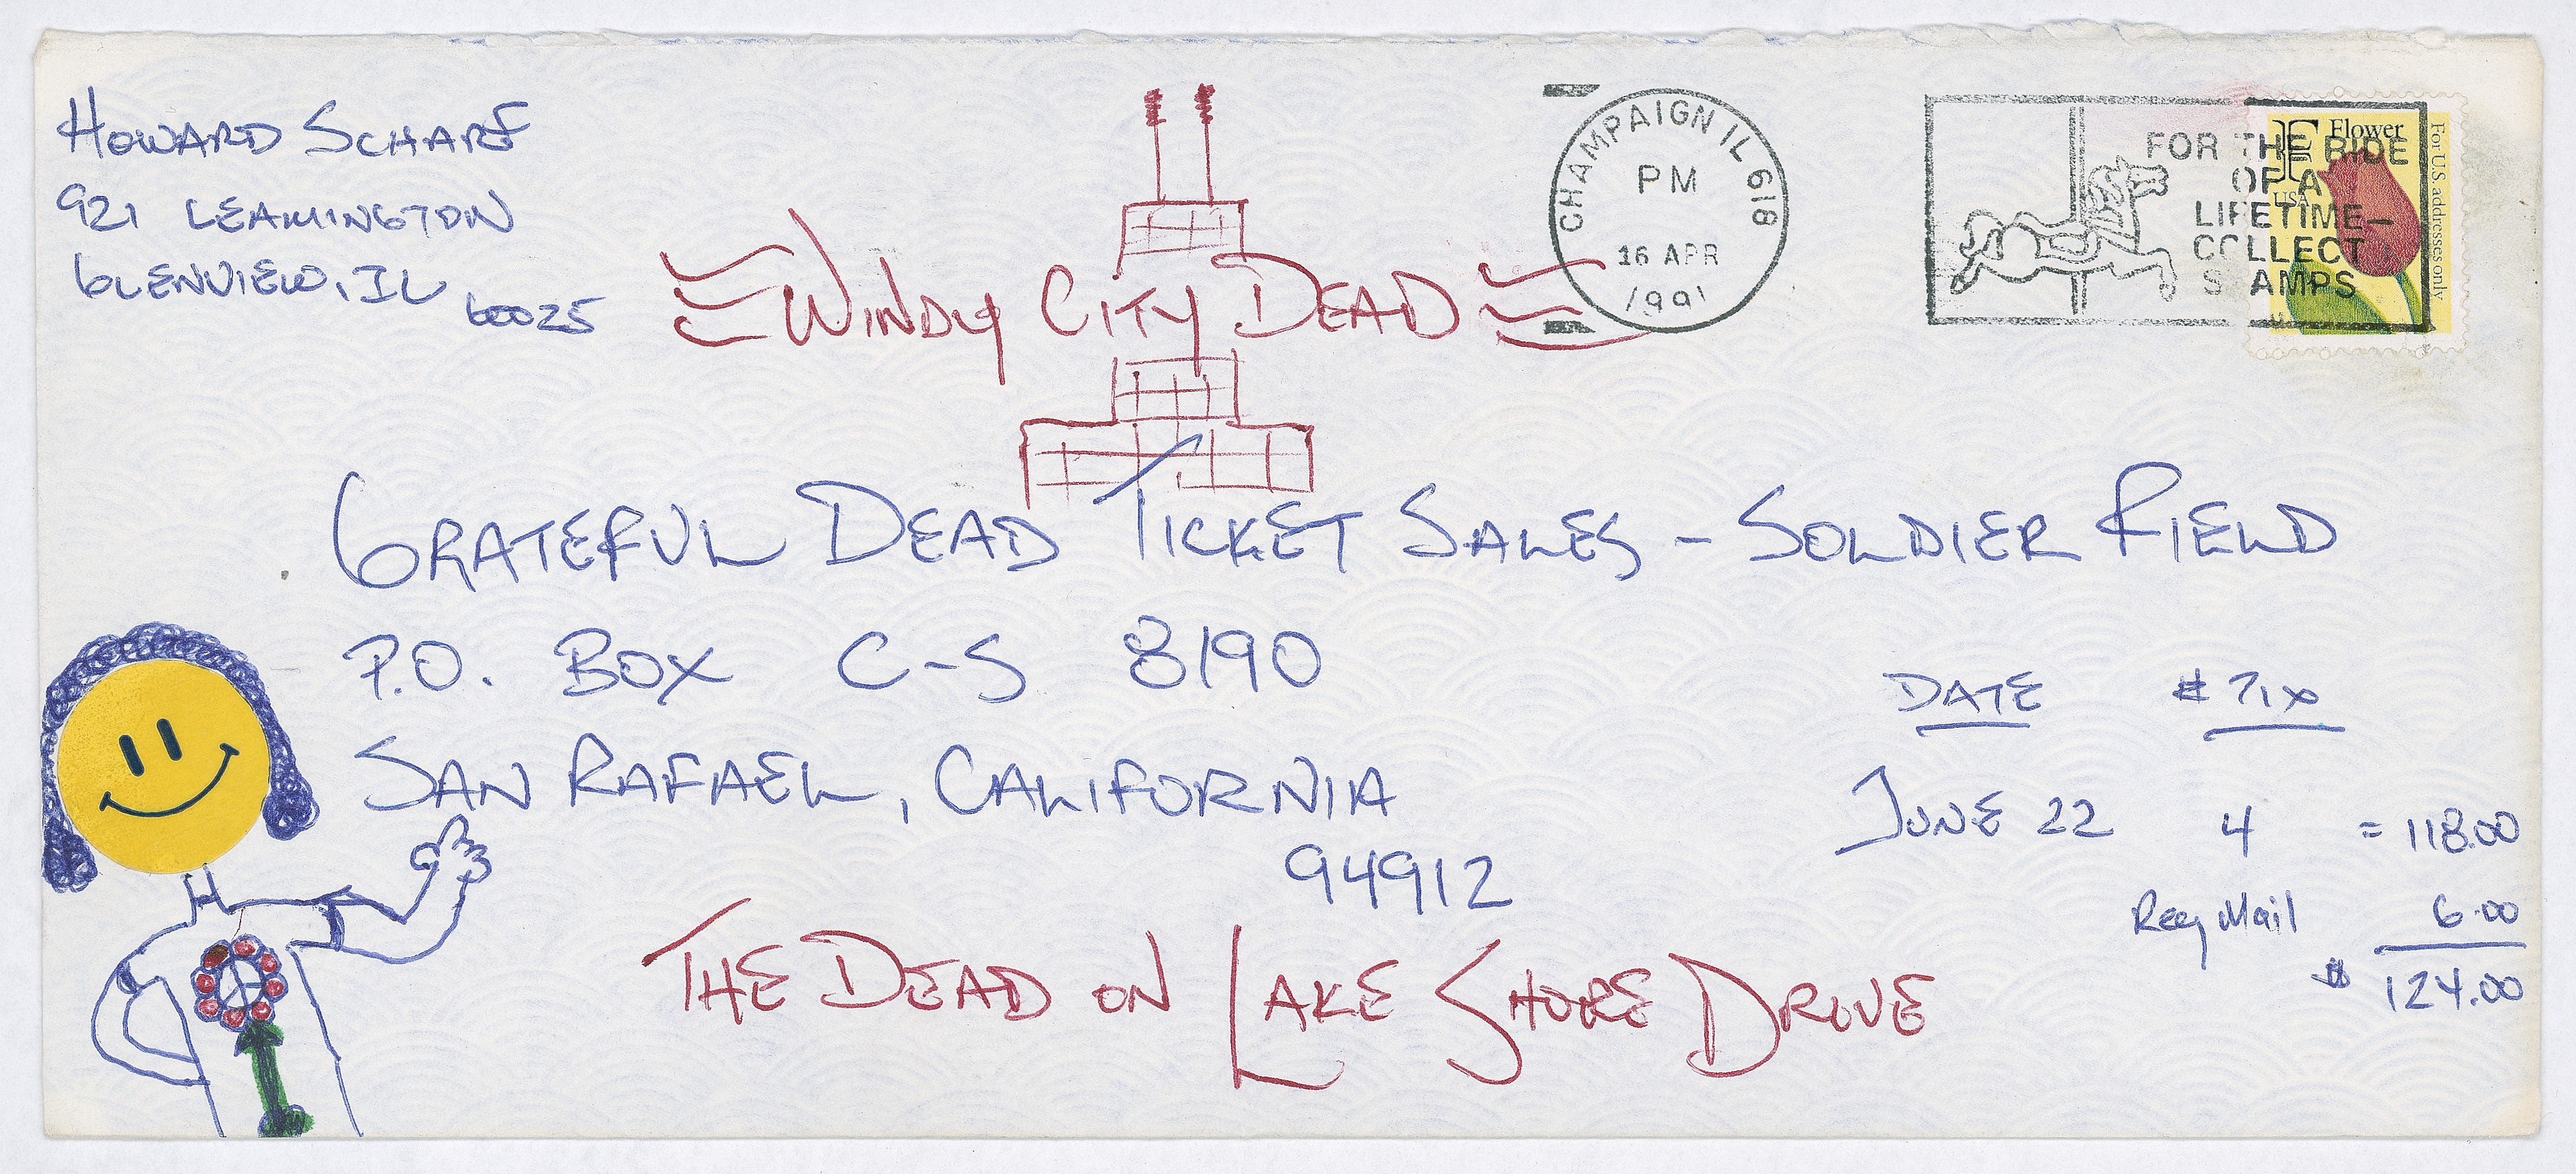 HOWARD SCHARF
921 LEAMINGTON
GLENVIEW, IL 60025
WINDY CITY DEAD
CHAMPAIGN IL 618
PM
16 APR
1991
FOR THE RIDE
OF A
LIFETIME-
COLLECT
STAMPS
F Flower
USA
For U.S. addresses only
GRATEFUL DEAD TICKET SALES - SOLDIER FIELD
P.O. BOX C-S 8190
SAN RAFAEL, CALIFORNIA
94912
DATE # TIX
JUNE 22 4 = 118.00
Reg Mail 6.00
$ 124.00
THE DEAD ON LAKE SHORE DRIVE